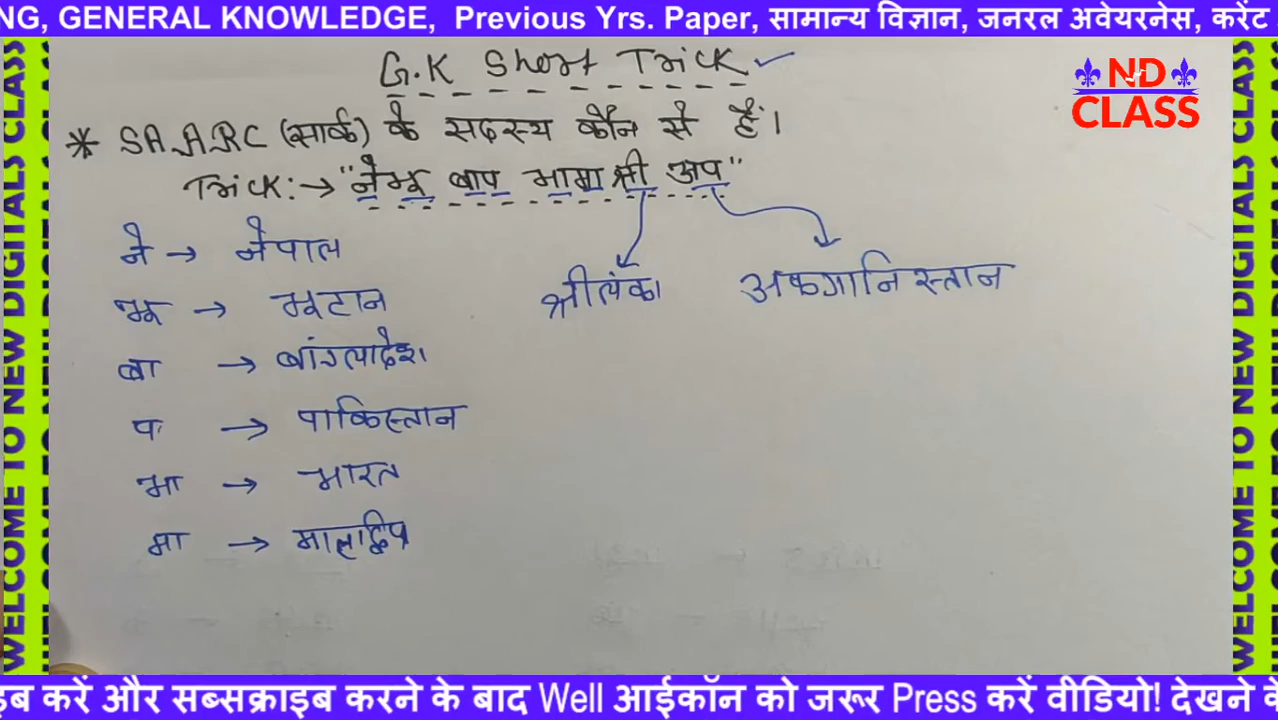 NG, GENERAL KNOWLEDGE, Previous Yrs. Paper, सामान्य विज्ञान, जनरल अवेयरनेस, करेंट
ND
CLASS
G.K Short Trick
* SAARC (सार्क) के सदस्य कौन से हैं।
Trick:→ "नेभू बाप भामा श्री अप"
ने → नेपाल
भू → भूटान
बा → बांग्लादेश
प → पाकिस्तान
भा → भारत
मा → मालाद्विप
श्रीलंका
अफगानिस्तान
WELCOME TO NEW DIGITALS CLASS
WELCOME TO NEW DIGITALS CLASS
इब करें और सब्सक्राइब करने के बाद Well आईकॉन को जरूर Press करें वीडियो! देखने के